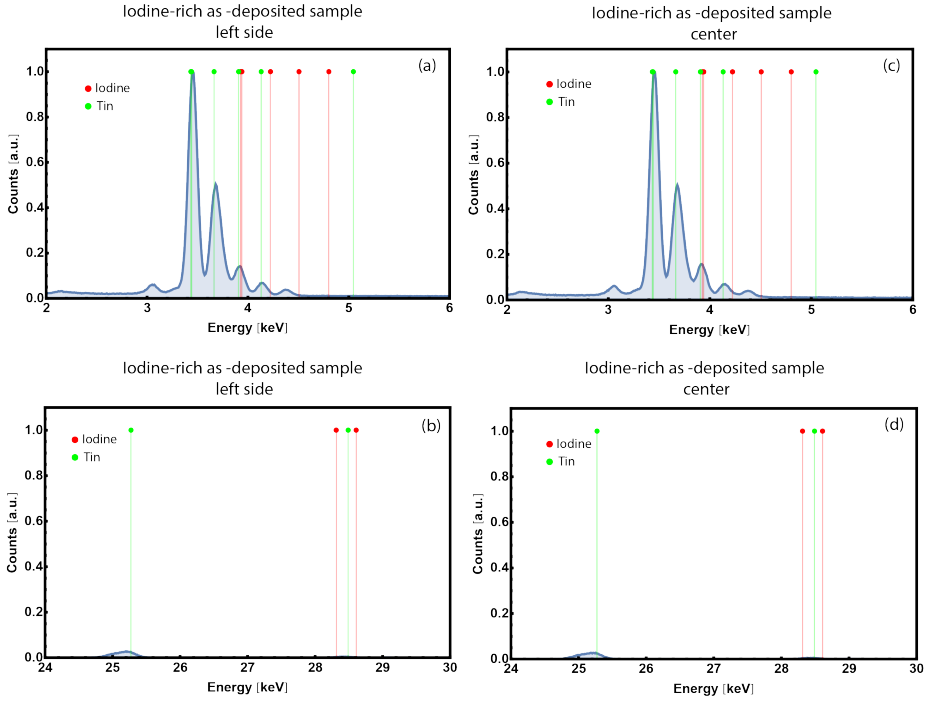 Iodine-rich as -deposited sample
left side
(a)
Iodine
Tin
Counts [a.u.]
1.0
0.8
0.6
0.4
0.2
0.0
2 3 4 5 6
Energy [keV]
Iodine-rich as -deposited sample
center
(c)
Iodine
Tin
Counts [a.u.]
1.0
0.8
0.6
0.4
0.2
0.0
2 3 4 5 6
Energy [keV]
Iodine-rich as -deposited sample
left side
(b)
Iodine
Tin
Counts [a.u.]
1.0
0.8
0.6
0.4
0.2
0.0
24 25 26 27 28 29 30
Energy [keV]
Iodine-rich as -deposited sample
center
(d)
Iodine
Tin
Counts [a.u.]
1.0
0.8
0.6
0.4
0.2
0.0
24 25 26 27 28 29 30
Energy [keV]